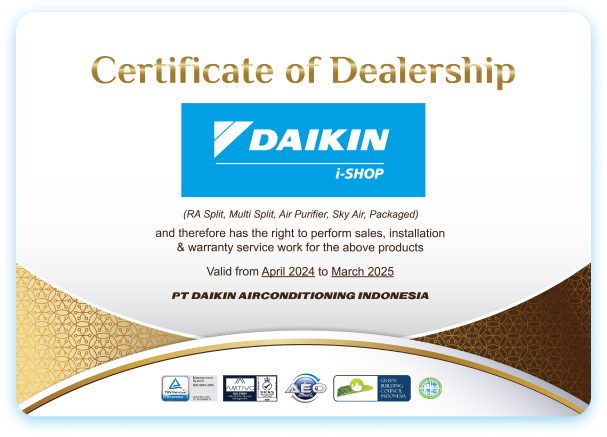 Certificate of Dealership
DAIKIN
i-SHOP
(RA Split, Multi Split, Air Purifier, Sky Air, Packaged)
and therefore has the right to perform sales, installation
& warranty service work for the above products
Valid from April 2024 to March 2025
PT DAIKIN AIRCONDITIONING INDONESIA
Management
System
AMTIVO
AEO
GREEN
BUILDING
COUNCIL
INDONESIA